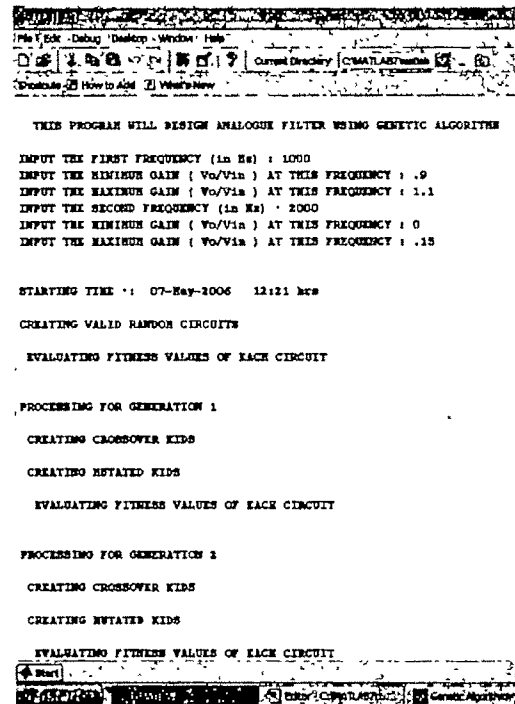 File Edit Debug Desktop Window Help
Current Directory: C:\MATLAB7\
Shortcuts How to Add What's New
THIS PROGRAM WILL DESIGN ANALOGUE FILTER USING GENETIC ALGORITHM
INPUT THE FIRST FREQUENCY (in Hz) : 1000
INPUT THE MINIMUM GAIN ( Vo/Vin ) AT THIS FREQUENCY : .9
INPUT THE MAXIMUM GAIN ( Vo/Vin ) AT THIS FREQUENCY : 1.1
INPUT THE SECOND FREQUENCY (in Hz) : 2000
INPUT THE MINIMUM GAIN ( Vo/Vin ) AT THIS FREQUENCY : 0
INPUT THE MAXIMUM GAIN ( Vo/Vin ) AT THIS FREQUENCY : .15
STARTING TIME : 07-May-2006 12:21 hrs
CREATING VALID RANDOM CIRCUITS
EVALUATING FITNESS VALUES OF EACH CIRCUIT
PROCESSING FOR GENERATION 1
CREATING CROSSOVER KIDS
CREATING MUTATED KIDS
EVALUATING FITNESS VALUES OF EACH CIRCUIT
PROCESSING FOR GENERATION 2
CREATING CROSSOVER KIDS
CREATING MUTATED KIDS
EVALUATING FITNESS VALUES OF EACH CIRCUIT
Start
Editor - C:\MATLAB7\ Genetic Algorithm